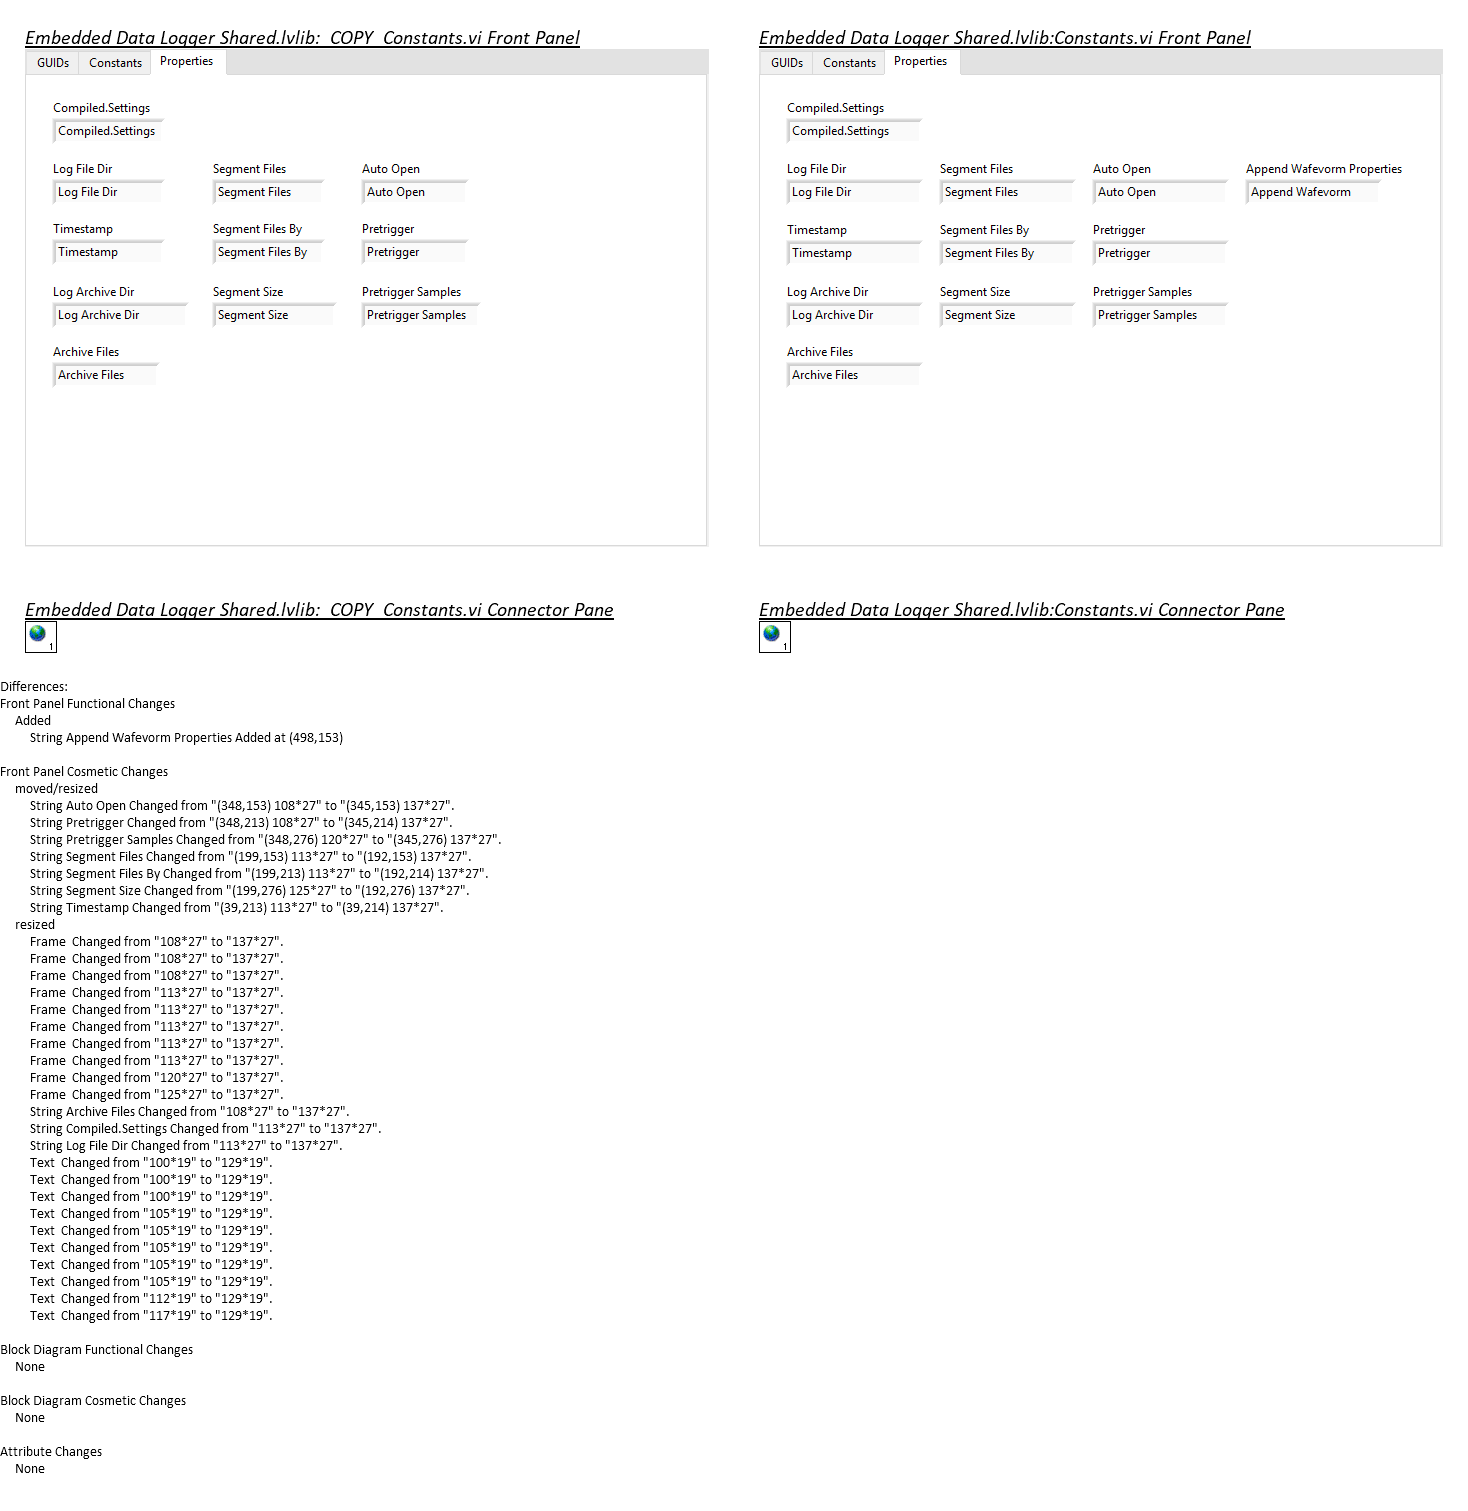 Embedded Data Logger Shared.lvlib:_COPY_Constants.vi Front Panel
GUIDs Constants Properties
Compiled.Settings
Compiled.Settings
Log File Dir Segment Files Auto Open
Log File Dir Segment Files Auto Open
Timestamp Segment Files By Pretrigger
Timestamp Segment Files By Pretrigger
Log Archive Dir Segment Size Pretrigger Samples
Log Archive Dir Segment Size Pretrigger Samples
Archive Files
Archive Files
Embedded Data Logger Shared.lvlib:Constants.vi Front Panel
GUIDs Constants Properties
Compiled.Settings
Compiled.Settings
Log File Dir Segment Files Auto Open Append Wafevorm Properties
Log File Dir Segment Files Auto Open Append Wafevorm
Timestamp Segment Files By Pretrigger
Timestamp Segment Files By Pretrigger
Log Archive Dir Segment Size Pretrigger Samples
Log Archive Dir Segment Size Pretrigger Samples
Archive Files
Archive Files
Embedded Data Logger Shared.lvlib:_COPY_Constants.vi Connector Pane
1
Embedded Data Logger Shared.lvlib:Constants.vi Connector Pane
1
Differences:
Front Panel Functional Changes
Added
String Append Wafevorm Properties Added at (498,153)
Front Panel Cosmetic Changes
moved/resized
String Auto Open Changed from "(348,153) 108*27" to "(345,153) 137*27".
String Pretrigger Changed from "(348,213) 108*27" to "(345,214) 137*27".
String Pretrigger Samples Changed from "(348,276) 120*27" to "(345,276) 137*27".
String Segment Files Changed from "(199,153) 113*27" to "(192,153) 137*27".
String Segment Files By Changed from "(199,213) 113*27" to "(192,214) 137*27".
String Segment Size Changed from "(199,276) 125*27" to "(192,276) 137*27".
String Timestamp Changed from "(39,213) 113*27" to "(39,214) 137*27".
resized
Frame  Changed from "108*27" to "137*27".
Frame  Changed from "108*27" to "137*27".
Frame  Changed from "108*27" to "137*27".
Frame  Changed from "113*27" to "137*27".
Frame  Changed from "113*27" to "137*27".
Frame  Changed from "113*27" to "137*27".
Frame  Changed from "113*27" to "137*27".
Frame  Changed from "113*27" to "137*27".
Frame  Changed from "120*27" to "137*27".
Frame  Changed from "125*27" to "137*27".
String Archive Files Changed from "108*27" to "137*27".
String Compiled.Settings Changed from "113*27" to "137*27".
String Log File Dir Changed from "113*27" to "137*27".
Text  Changed from "100*19" to "129*19".
Text  Changed from "100*19" to "129*19".
Text  Changed from "100*19" to "129*19".
Text  Changed from "105*19" to "129*19".
Text  Changed from "105*19" to "129*19".
Text  Changed from "105*19" to "129*19".
Text  Changed from "105*19" to "129*19".
Text  Changed from "105*19" to "129*19".
Text  Changed from "112*19" to "129*19".
Text  Changed from "117*19" to "129*19".
Block Diagram Functional Changes
None
Block Diagram Cosmetic Changes
None
Attribute Changes
None